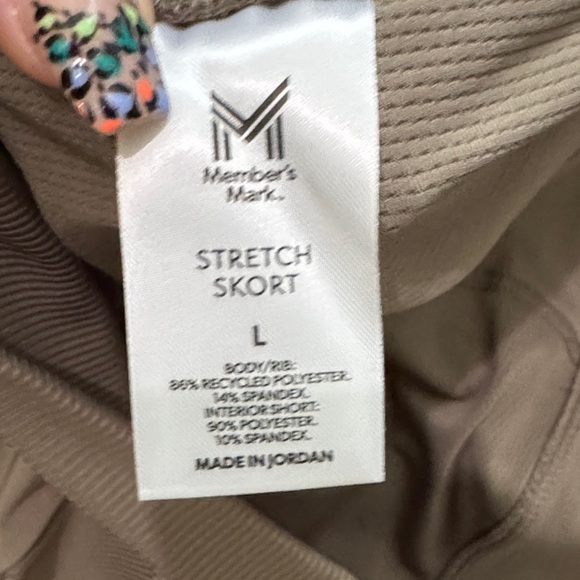 Member's
Mark™
STRETCH
SKORT
L
BODY/RIB:
86% RECYCLED POLYESTER.
14% SPANDEX.
INTERIOR SHORT:
90% POLYESTER.
10% SPANDEX.
MADE IN JORDAN